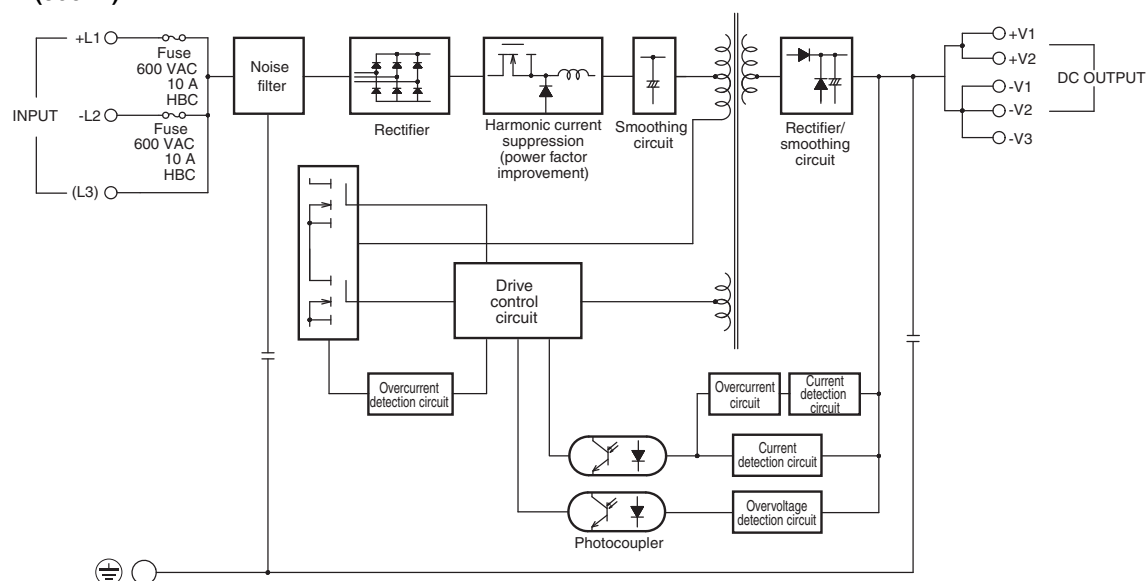 +L1
Fuse
600 VAC
10 A
HBC
INPUT
-L2
Fuse
600 VAC
10 A
HBC
(L3)
Noise
filter
Rectifier
Harmonic current
suppression
(power factor
improvement)
Smoothing
circuit
Rectifier/
smoothing
circuit
+V1
+V2
-V1
-V2
-V3
DC OUTPUT
Drive
control
circuit
Overcurrent
detection circuit
Overcurrent
circuit
Current
detection
circuit
Current
detection circuit
Overvoltage
detection circuit
Photocoupler